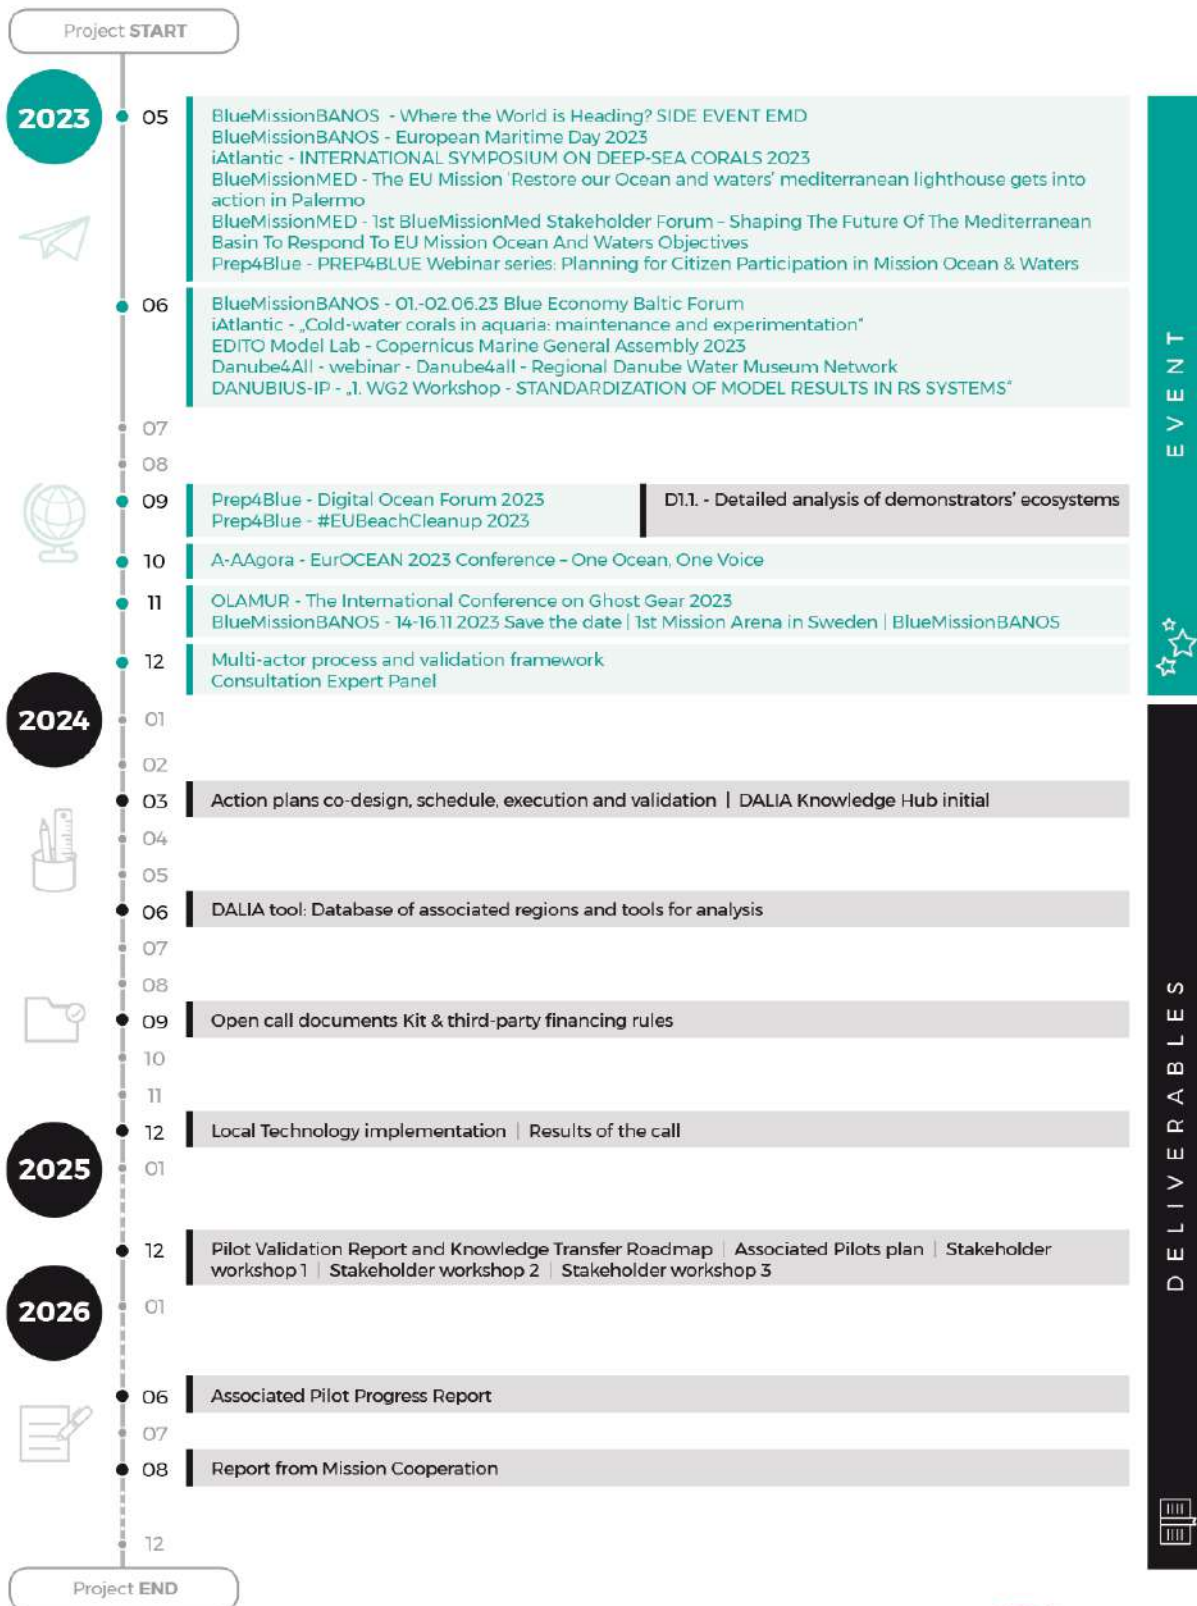 Project START
2023
05
BlueMissionBANOS - Where the World is Heading? SIDE EVENT EMD
BlueMissionBANOS - European Maritime Day 2023
iAtlantic - INTERNATIONAL SYMPOSIUM ON DEEP-SEA CORALS 2023
BlueMissionMED - The EU Mission 'Restore our Ocean and waters' mediterranean lighthouse gets into
action in Palermo
BlueMissionMED - 1st BlueMissionMed Stakeholder Forum – Shaping The Future Of The Mediterranean
Basin To Respond To EU Mission Ocean And Waters Objectives
Prep4Blue - PREP4BLUE Webinar series: Planning for Citizen Participation in Mission Ocean & Waters
06
BlueMissionBANOS - 01.-02.06.23 Blue Economy Baltic Forum
iAtlantic - „Cold-water corals in aquaria: maintenance and experimentation"
EDITO Model Lab - Copernicus Marine General Assembly 2023
Danube4All - webinar - Danube4all - Regional Danube Water Museum Network
DANUBIUS-IP - „1. WG2 Workshop - STANDARDIZATION OF MODEL RESULTS IN RS SYSTEMS"
07
08
09
Prep4Blue - Digital Ocean Forum 2023
Prep4Blue - #EUBeachCleanup 2023
D1.1. - Detailed analysis of demonstrators' ecosystems
10
A-AAgora - EurOCEAN 2023 Conference – One Ocean, One Voice
11
OLAMUR - The International Conference on Ghost Gear 2023
BlueMissionBANOS - 14-16.11.2023 Save the date | 1st Mission Arena in Sweden | BlueMissionBANOS
12
Multi-actor process and validation framework
Consultation Expert Panel
EVENT
2024
01
02
03
Action plans co-design, schedule, execution and validation | DALIA Knowledge Hub initial
04
05
06
DALIA tool: Database of associated regions and tools for analysis
07
08
09
Open call documents Kit & third-party financing rules
10
11
12
Local Technology implementation | Results of the call
2025
01
12
Pilot Validation Report and Knowledge Transfer Roadmap | Associated Pilots plan | Stakeholder
workshop 1 | Stakeholder workshop 2 | Stakeholder workshop 3
2026
01
06
Associated Pilot Progress Report
07
08
Report from Mission Cooperation
12
DELIVERABLES
Project END